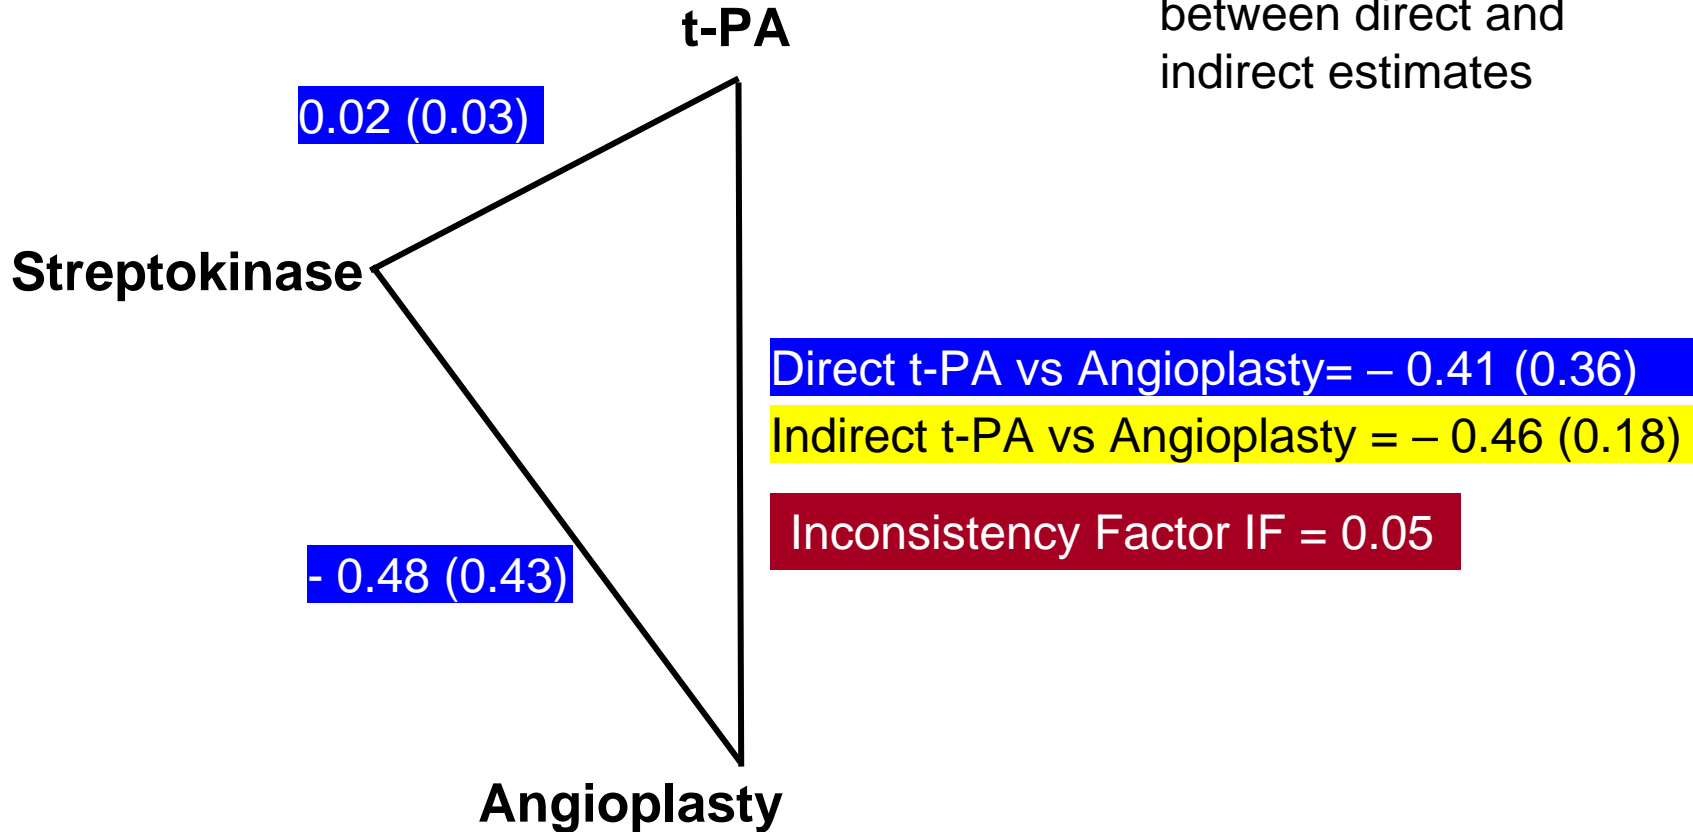 between direct and
indirect estimates
t-PA
0.02 (0.03)
Streptokinase
Direct t-PA vs Angioplasty= – 0.41 (0.36)
Indirect t-PA vs Angioplasty = – 0.46 (0.18)
Inconsistency Factor IF = 0.05
- 0.48 (0.43)
Angioplasty